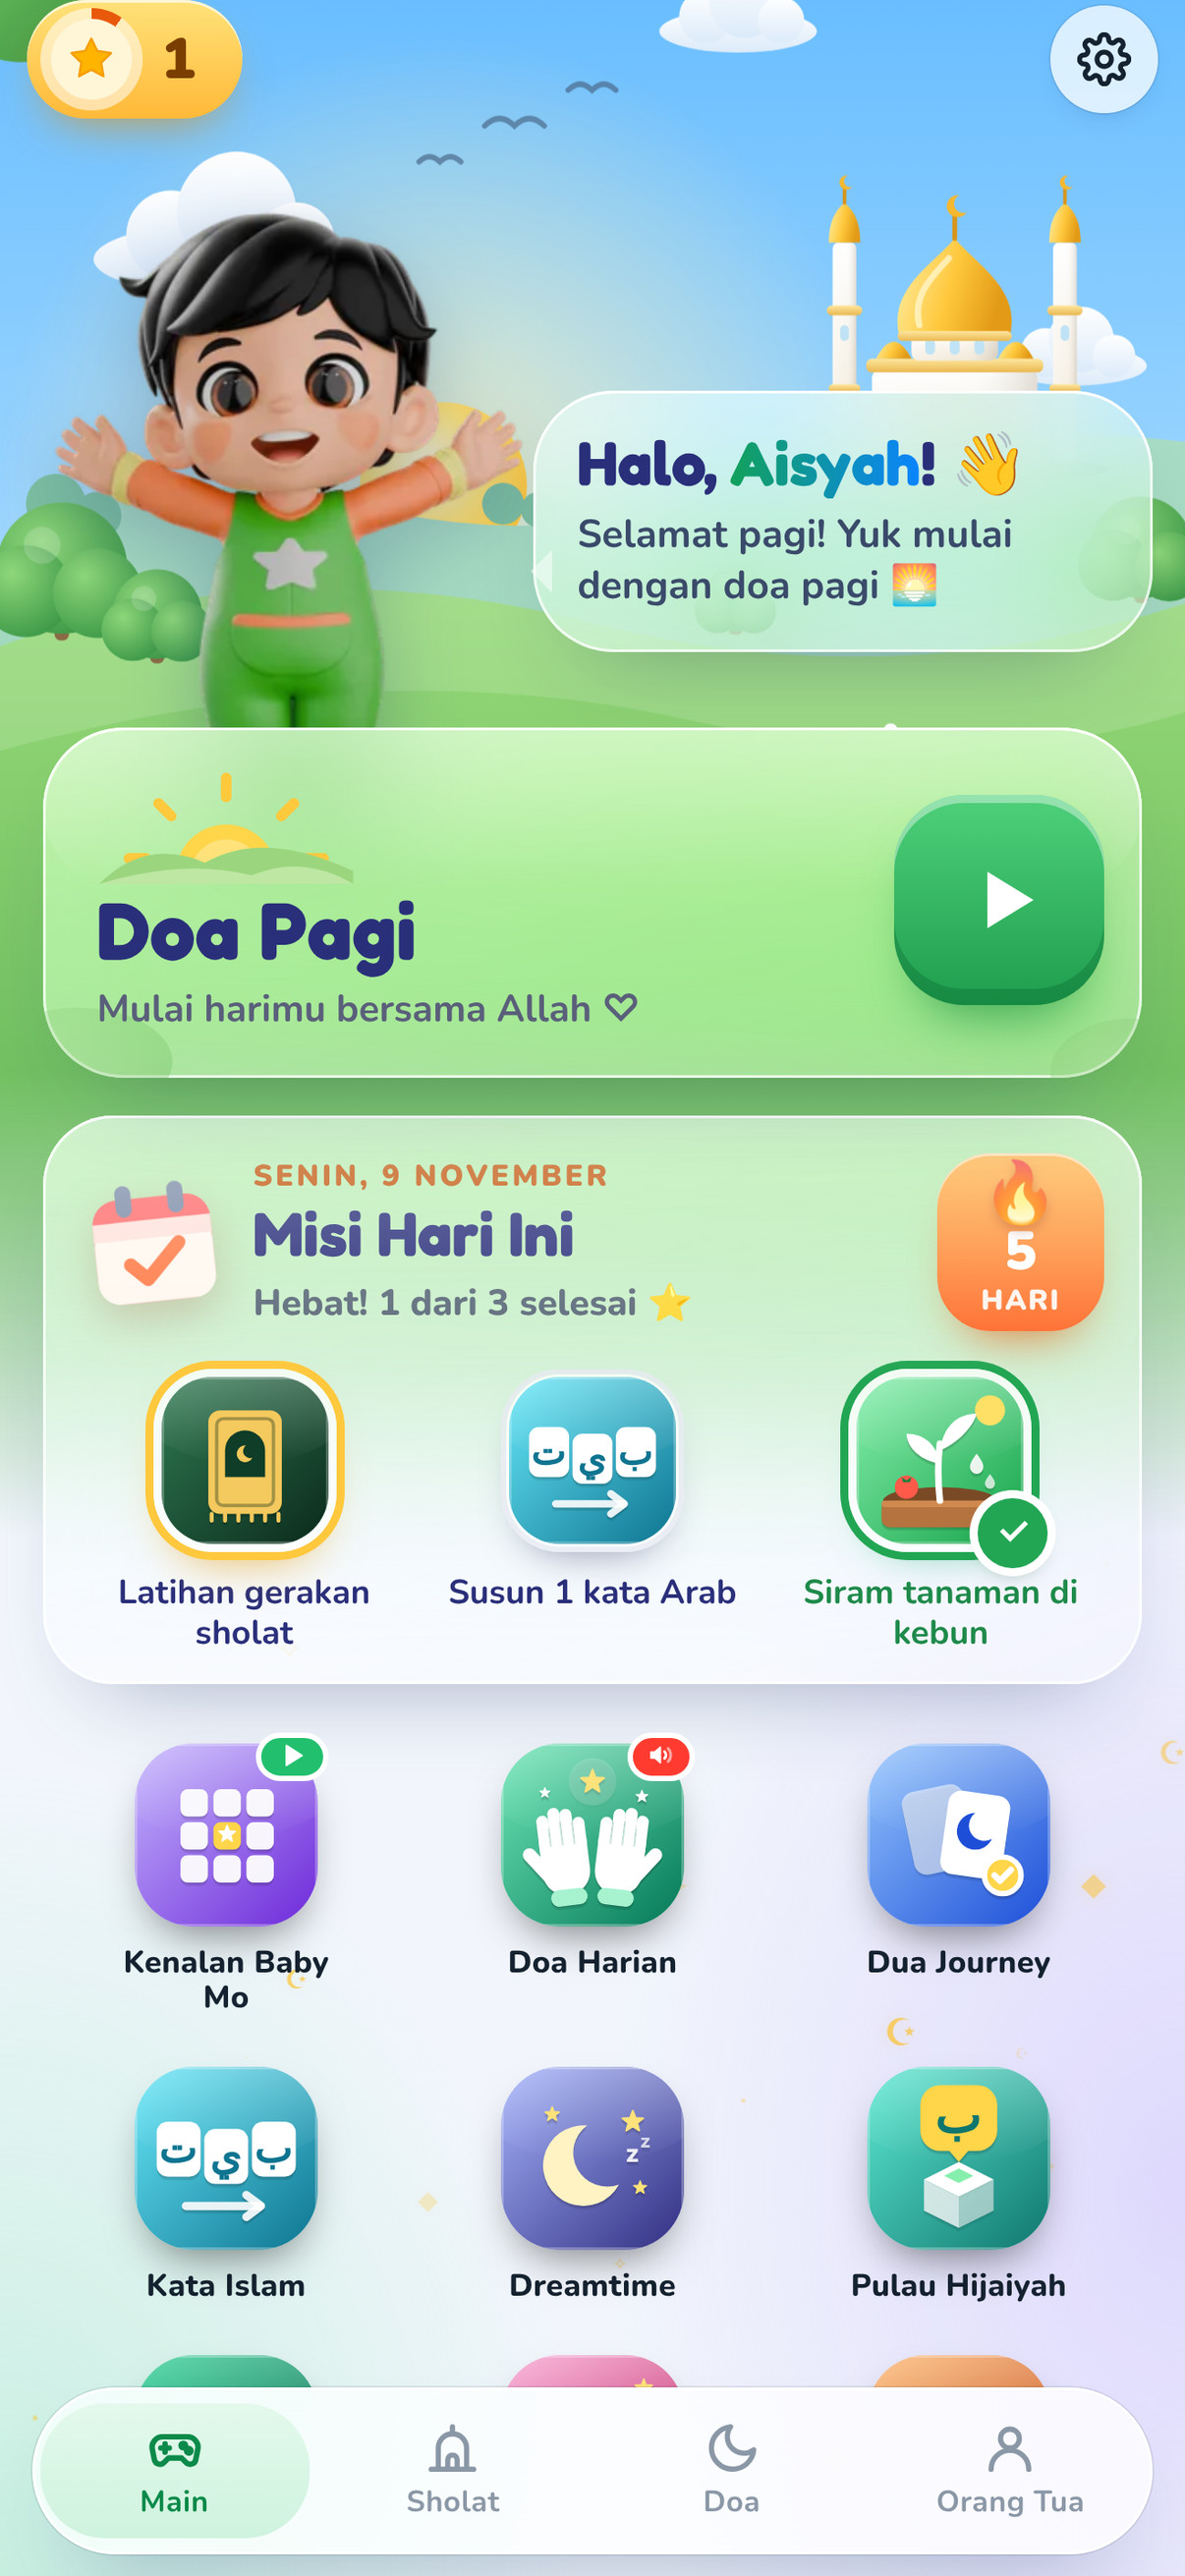 1
Halo, Aisyah! 👋
Selamat pagi! Yuk mulai
dengan doa pagi 🌅
Doa Pagi
Mulai harimu bersama Allah ♡
SENIN, 9 NOVEMBER
Misi Hari Ini
Hebat! 1 dari 3 selesai ⭐
🔥
5
HARI
ب ي ت
Latihan gerakan
sholat
Susun 1 kata Arab
Siram tanaman di
kebun
Kenalan Baby
Mo
Doa Harian
Dua Journey
ب ي ت
z z
ب
Kata Islam
Dreamtime
Pulau Hijaiyah
Main
Sholat
Doa
Orang Tua